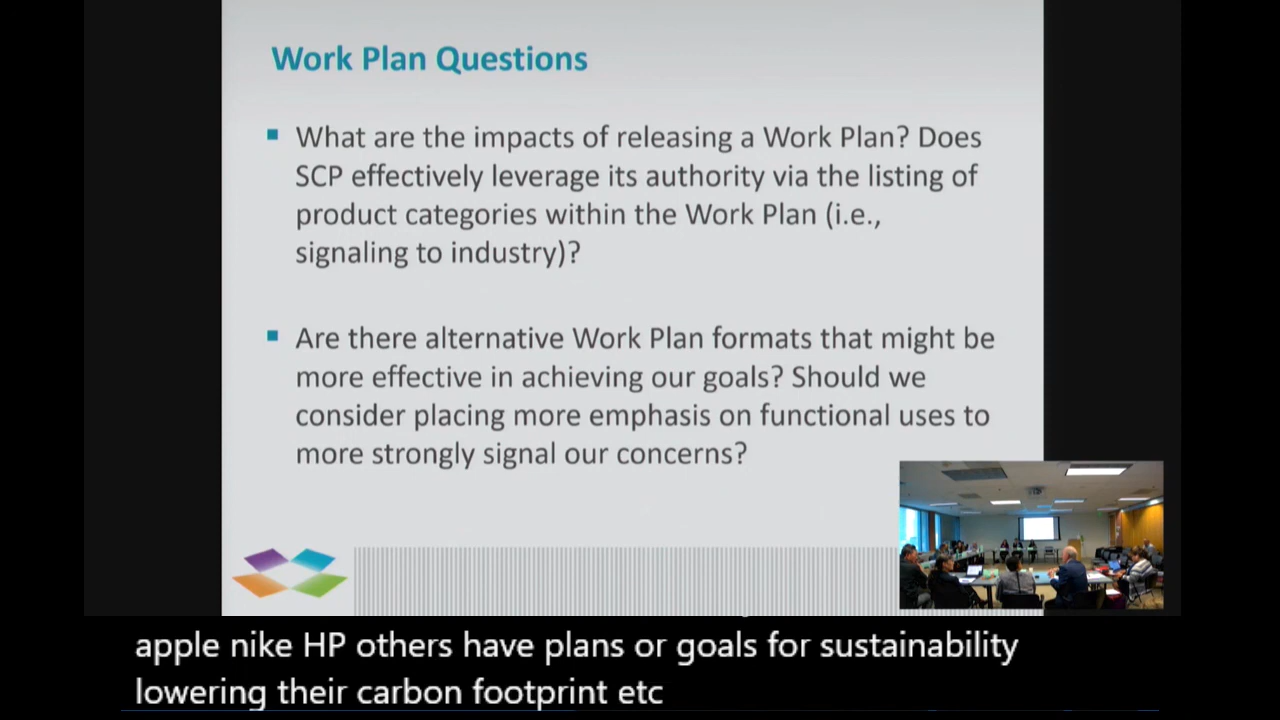 Work Plan Questions
What are the impacts of releasing a Work Plan? Does
SCP effectively leverage its authority via the listing of
product categories within the Work Plan (i.e.,
signaling to industry)?
Are there alternative Work Plan formats that might be
more effective in achieving our goals? Should we
consider placing more emphasis on functional uses to
more strongly signal our concerns?
apple nike HP others have plans or goals for sustainability
lowering their carbon footprint etc